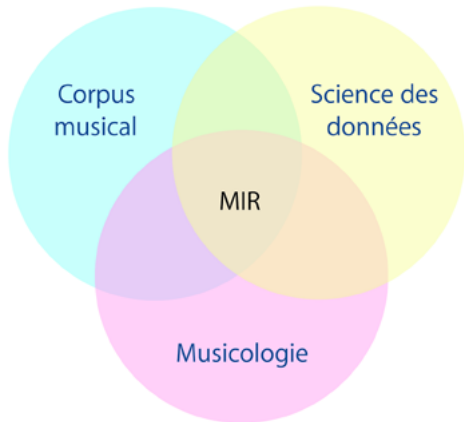 Corpus
musical
Science des
données
MIR
Musicologie